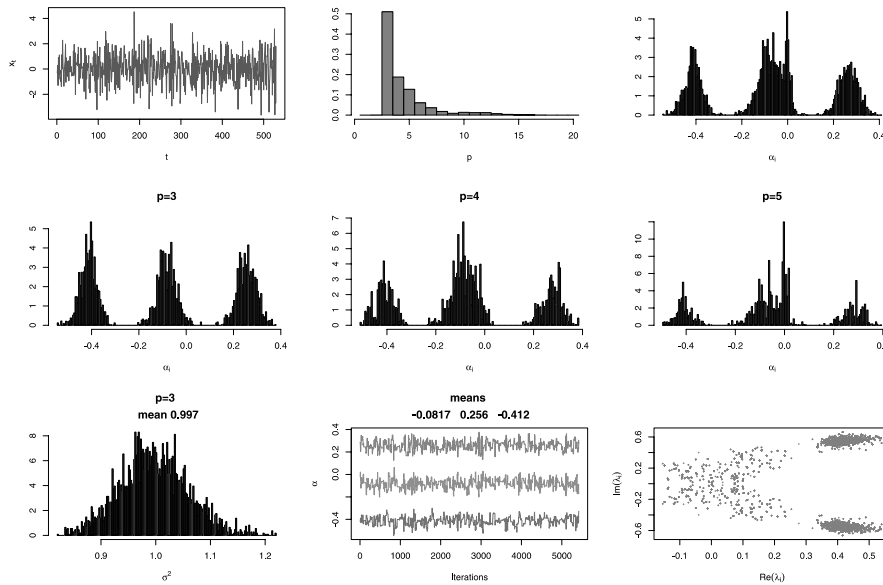 4
2
0
-2
x_t
0 100 200 300 400 500
t
0.5
0.4
0.3
0.2
0.1
0.0
5 10 15 20
p
5
4
3
2
1
0
-0.4 -0.2 0.0 0.2 0.4
α_i
p=3
5
4
3
2
1
0
-0.4 -0.2 0.0 0.2 0.4
α_i
p=4
7
6
5
4
3
2
1
0
-0.4 -0.2 0.0 0.2 0.4
α_i
p=5
10
8
6
4
2
0
-0.4 -0.2 0.0 0.2 0.4
α_i
p=3
mean 0.997
8
6
4
2
0
0.9 1.0 1.1 1.2
σ²
means
-0.0817 0.256 -0.412
0.4
0.0
-0.4
α
0 1000 2000 3000 4000 5000
Iterations
0.6
0.2
-0.2
-0.6
Im(λ_i)
-0.1 0.0 0.1 0.2 0.3 0.4 0.5
Re(λ_i)